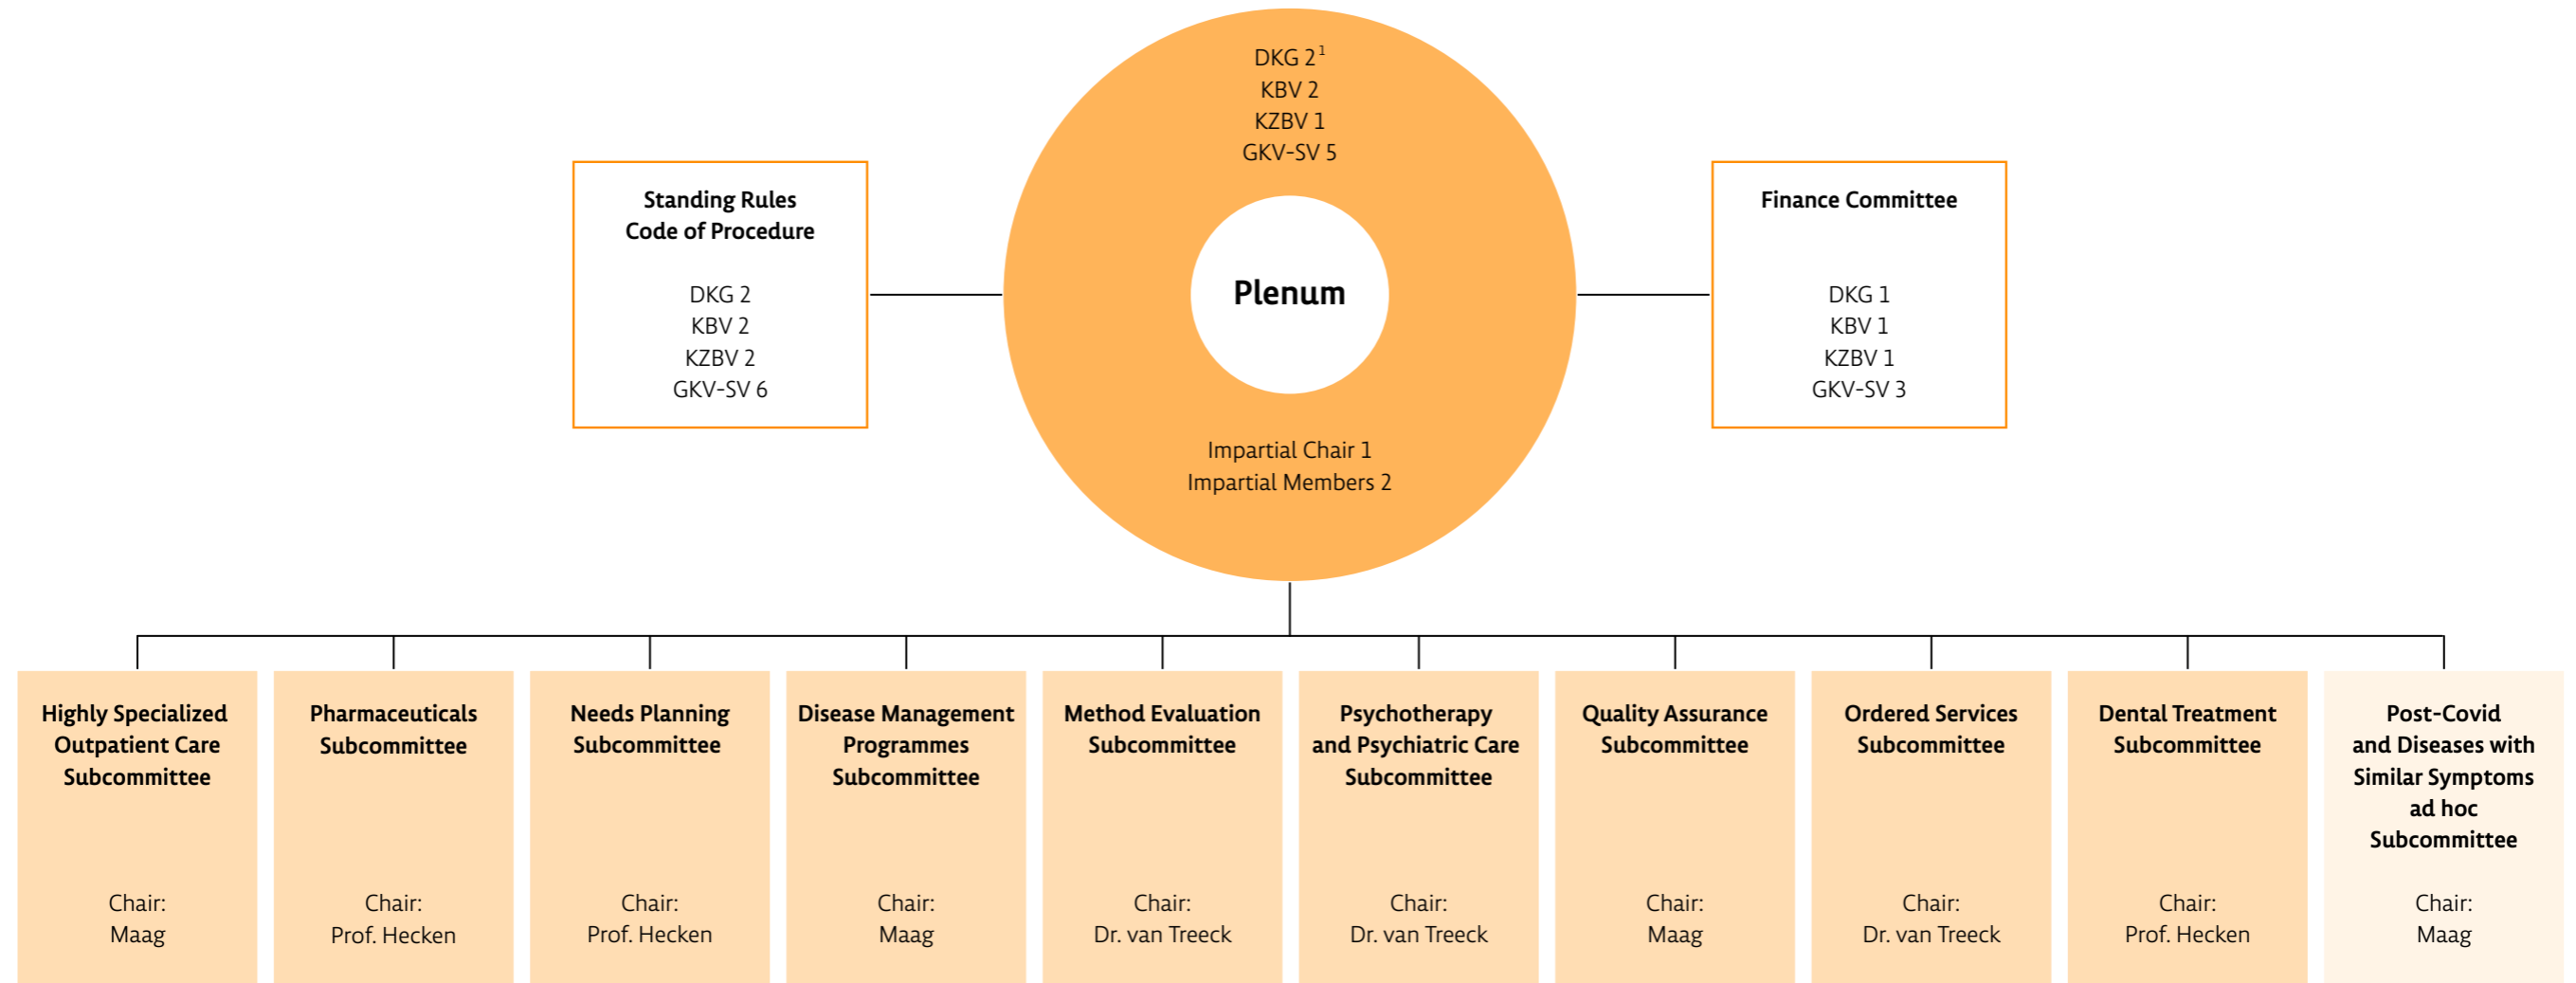 DKG 2¹
KBV 2
KZBV 1
GKV-SV 5
Plenum
Impartial Chair 1
Impartial Members 2
Standing Rules
Code of Procedure
DKG 2
KBV 2
KZBV 2
GKV-SV 6
Finance Committee
DKG 1
KBV 1
KZBV 1
GKV-SV 3
Highly Specialized
Outpatient Care
Subcommittee
Chair:
Maag
Pharmaceuticals
Subcommittee
Chair:
Prof. Hecken
Needs Planning
Subcommittee
Chair:
Prof. Hecken
Disease Management
Programmes
Subcommittee
Chair:
Maag
Method Evaluation
Subcommittee
Chair:
Dr. van Treeck
Psychotherapy
and Psychiatric Care
Subcommittee
Chair:
Dr. van Treeck
Quality Assurance
Subcommittee
Chair:
Maag
Ordered Services
Subcommittee
Chair:
Dr. van Treeck
Dental Treatment
Subcommittee
Chair:
Prof. Hecken
Post-Covid
and Diseases with
Similar Symptoms
ad hoc
Subcommittee
Chair:
Maag